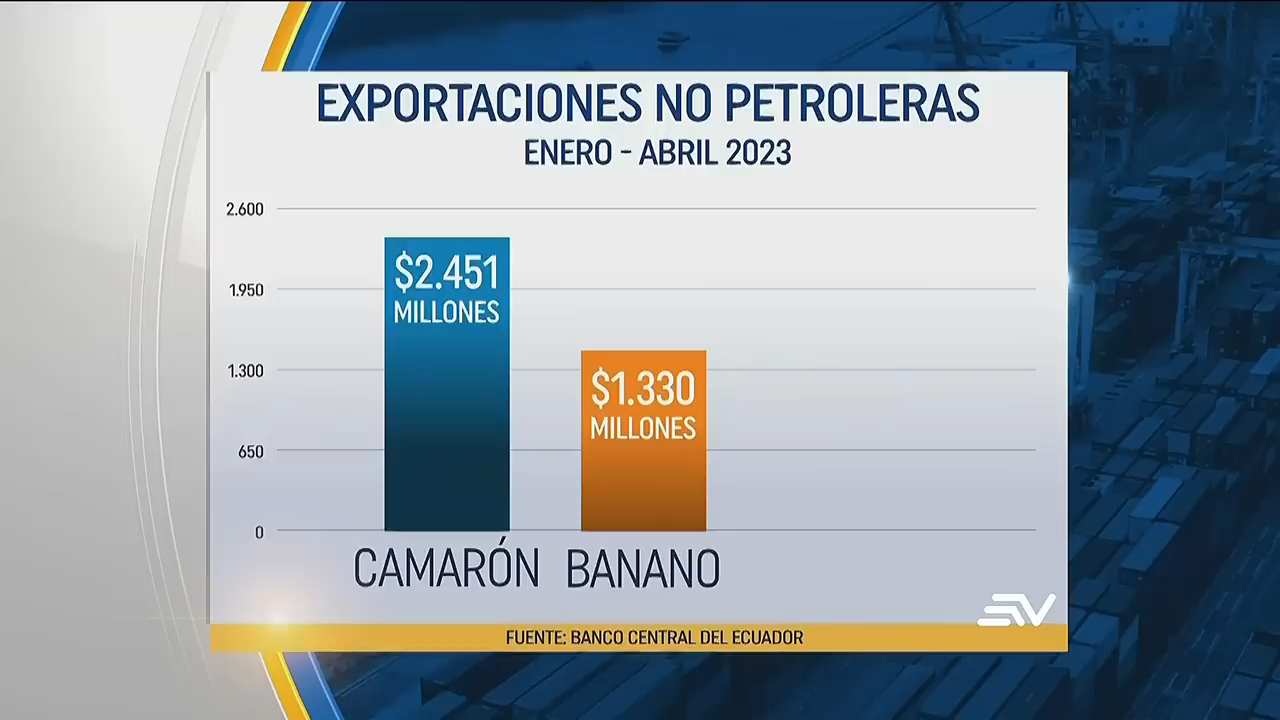 EXPORTACIONES NO PETROLERAS
ENERO - ABRIL 2023
2.600
1.950
1.300
650
0
$2.451
MILLONES
$1.330
MILLONES
CAMARÓN
BANANO
FUENTE: BANCO CENTRAL DEL ECUADOR